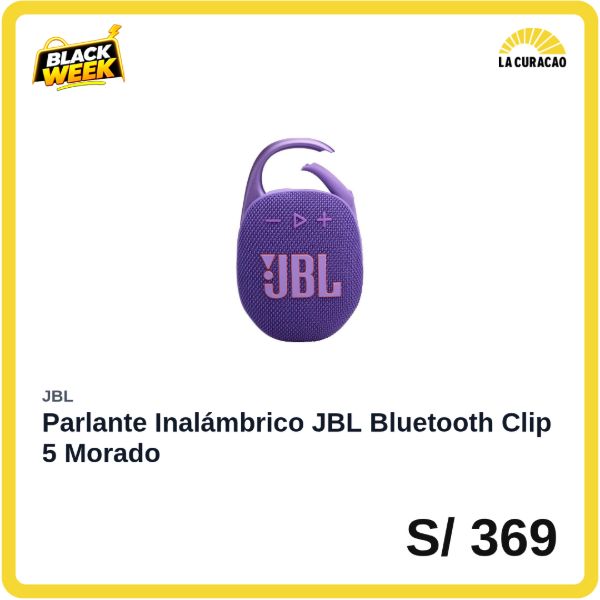 BLACK
WEEK
LA CURACAO
JBL
JBL
Parlante Inalámbrico JBL Bluetooth Clip
5 Morado
S/ 369